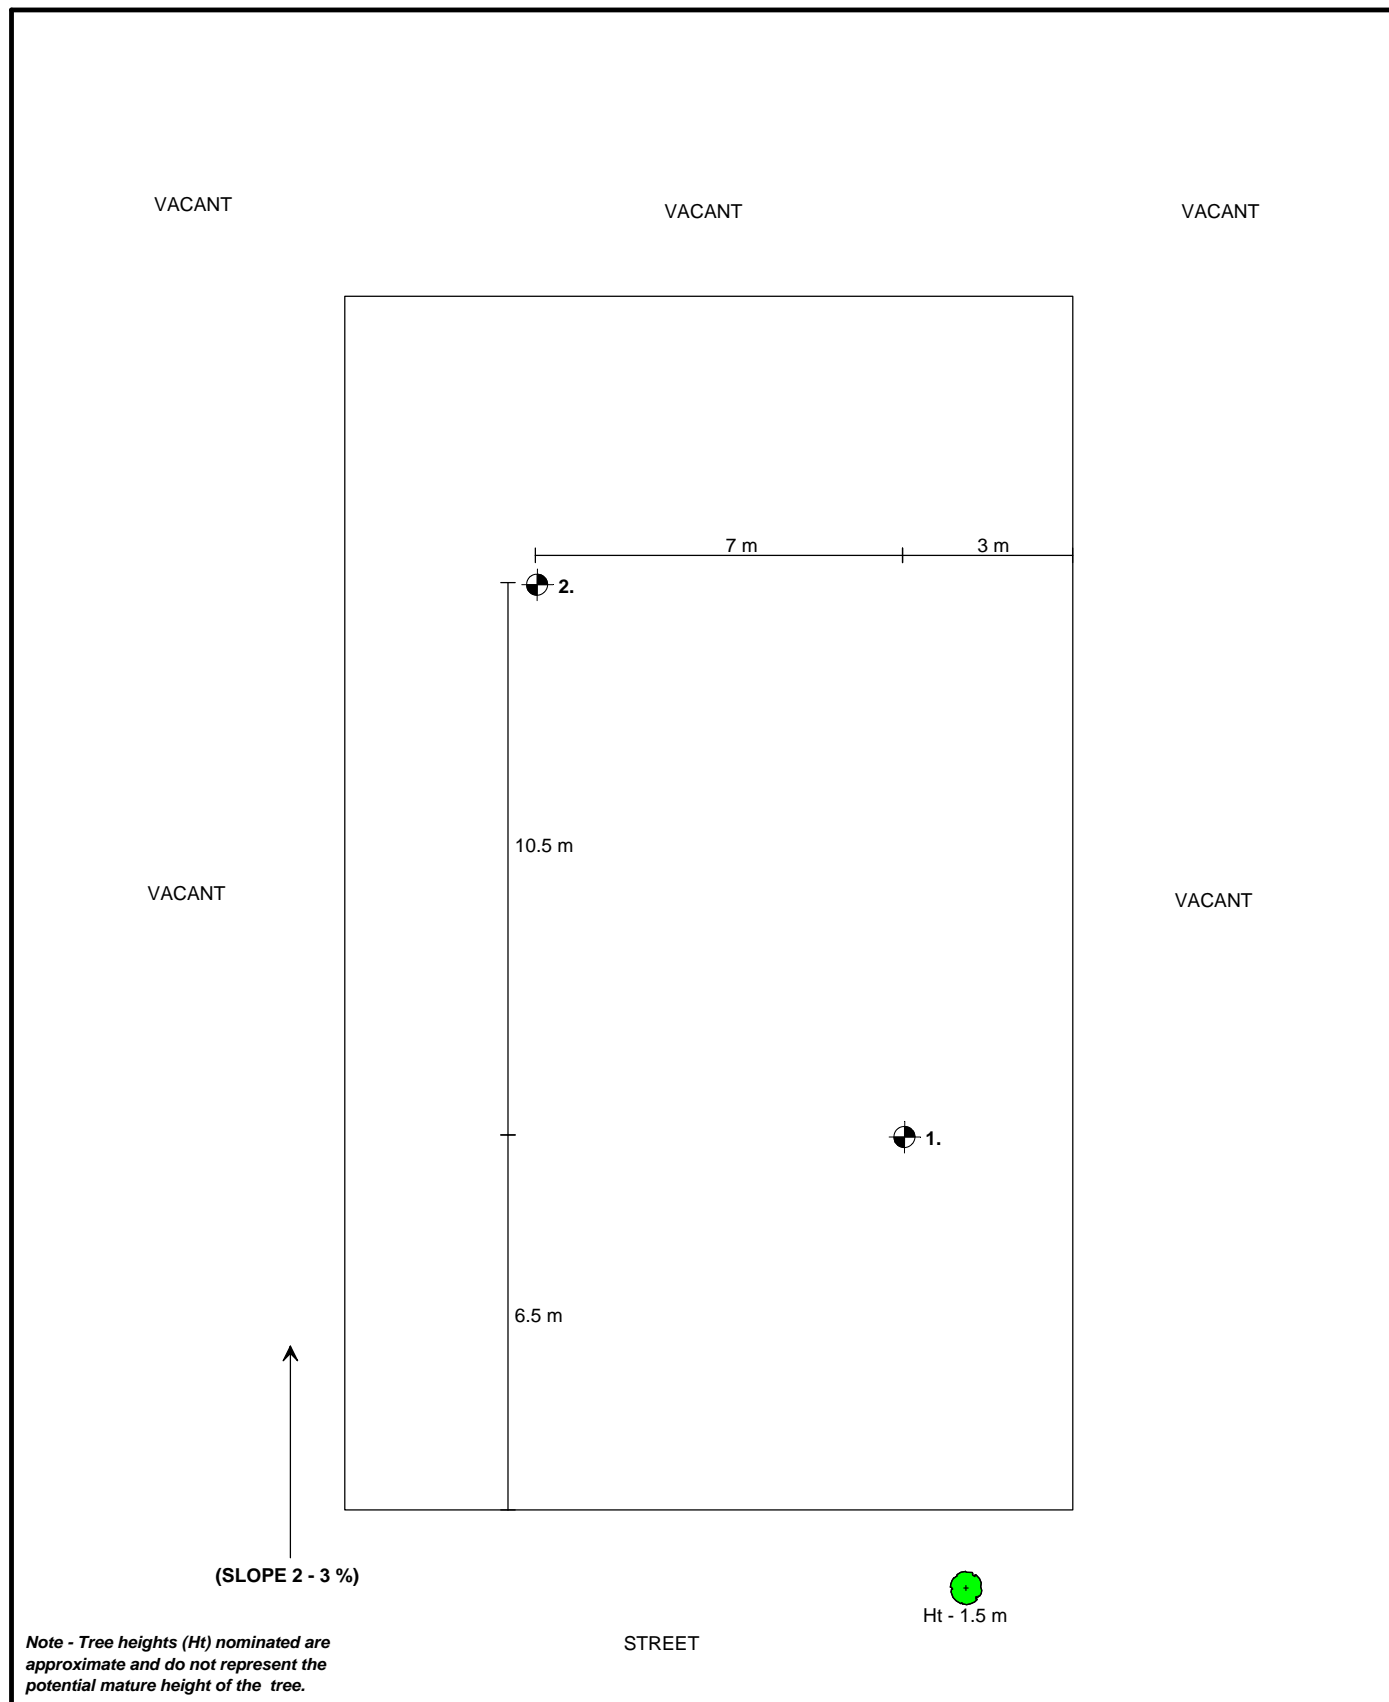 VACANT
VACANT
VACANT
7 m
3 m
2.
10.5 m
VACANT
VACANT
1.
6.5 m
(SLOPE 2 - 3 %)
Ht - 1.5 m
STREET
Note - Tree heights (Ht) nominated are
approximate and do not represent the
potential mature height of the tree.